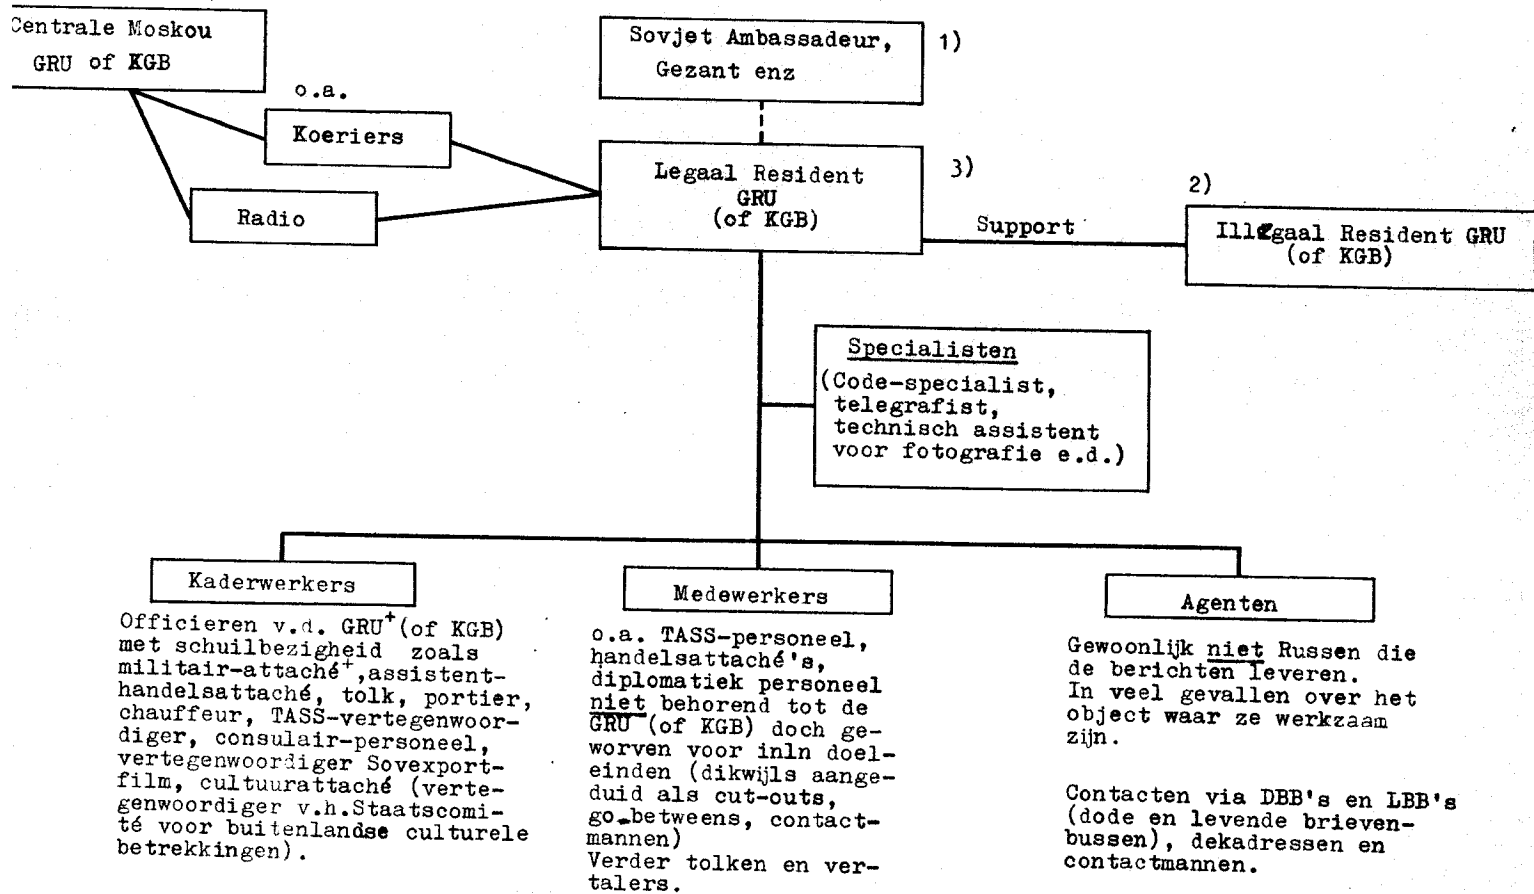 Centrale Moskou
GRU of KGB
Sovjet Ambassadeur,
Gezant enz
1)
o.a.
Koeriers
Radio
Legaal Resident
GRU
(of KGB)
3)
Support
2)
Illegaal Resident GRU
(of KGB)
Specialisten
(Code-specialist,
telegrafist,
technisch assistent
voor fotografie e.d.)
Kaderwerkers
Officieren v.d. GRU+(of KGB)
met schuilbezigheid zoals
militair-attaché+,assistent-
handelsattaché, tolk, portier,
chauffeur, TASS-vertegenwoor-
diger, consulair-personeel,
vertegenwoordiger Sovexport-
film, cultuurattaché (verte-
genwoordiger v.h.Staatscomi-
té voor buitenlandse culturele
betrekkingen).
Medewerkers
o.a. TASS-personeel,
handelsattaché's,
diplomatiek personeel
niet behorend tot de
GRU (of KGB) doch ge-
worven voor inln doel-
einden (dikwijls aange-
duid als cut-outs,
go-betweens, contact-
mannen)
Verder tolken en ver-
talers.
Agenten
Gewoonlijk niet Russen die
de berichten leveren.
In veel gevallen over het
object waar ze werkzaam
zijn.
Contacten via DBB's en LBB's
(dode en levende brieven-
bussen), dekadressen en
contactmannen.